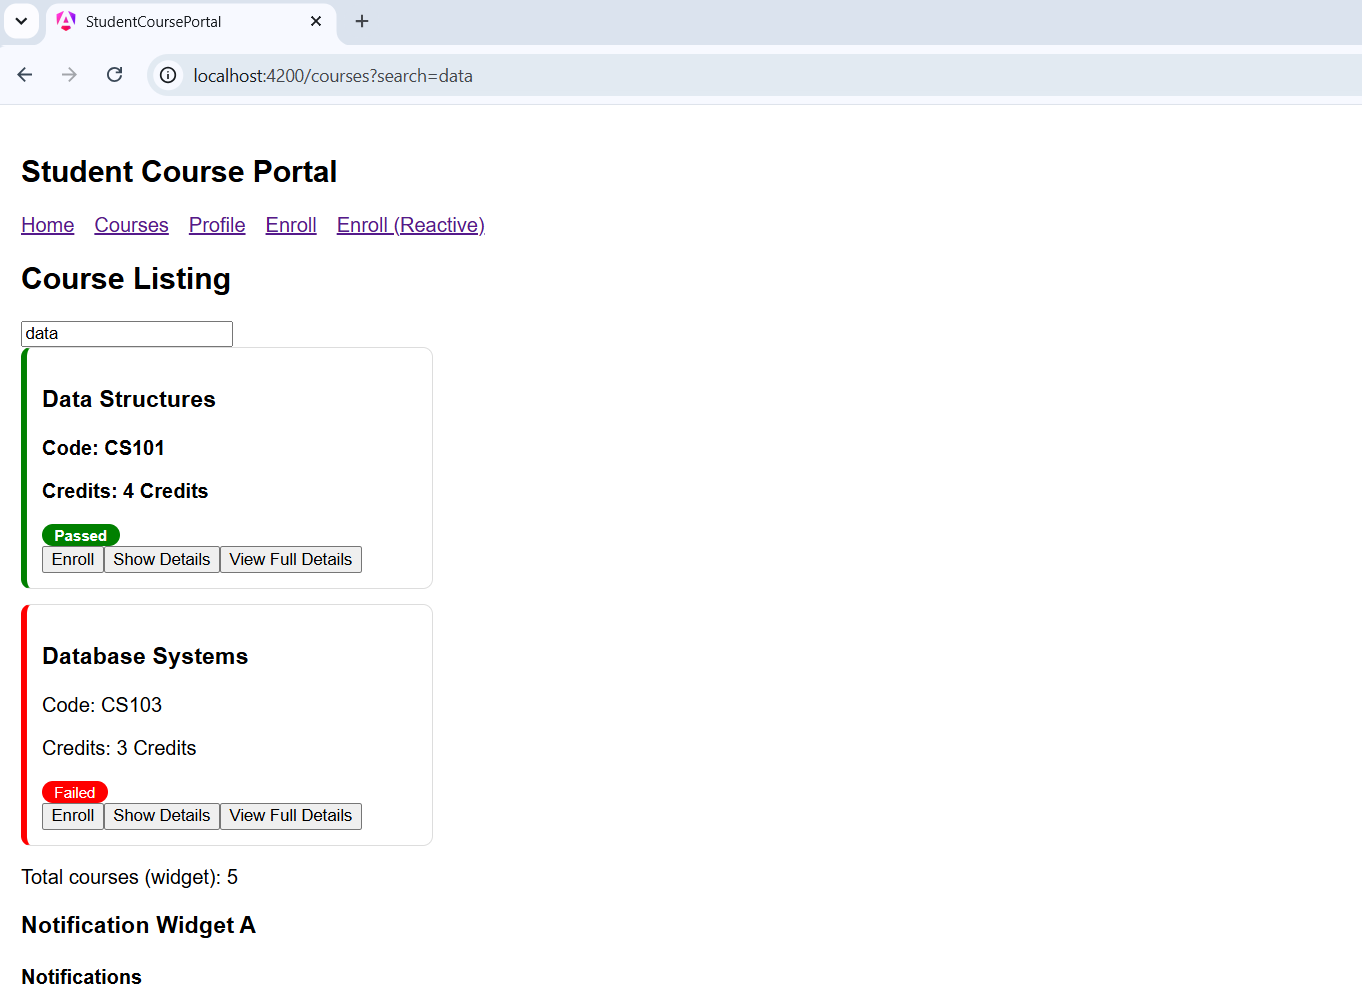 StudentCoursePortal
localhost:4200/courses?search=data
Student Course Portal
Home Courses Profile Enroll Enroll (Reactive)
Course Listing
data
Data Structures
Code: CS101
Credits: 4 Credits
Passed
Enroll Show Details View Full Details
Database Systems
Code: CS103
Credits: 3 Credits
Failed
Enroll Show Details View Full Details
Total courses (widget): 5
Notification Widget A
Notifications